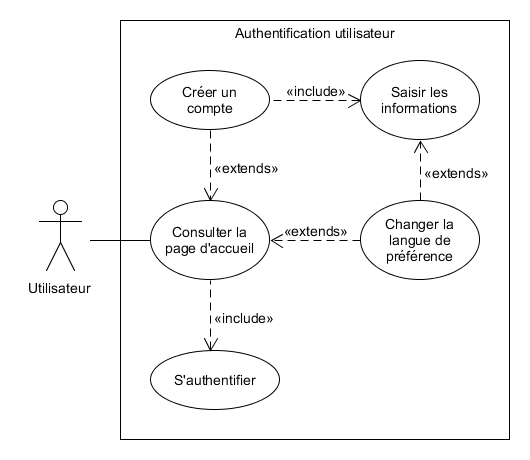 Authentification utilisateur
Créer un
compte
«include»
Saisir les
informations
«extends»
«extends»
Utilisateur
Consulter la
page d'accueil
«extends»
Changer la
langue de
préférence
«include»
S'authentifier